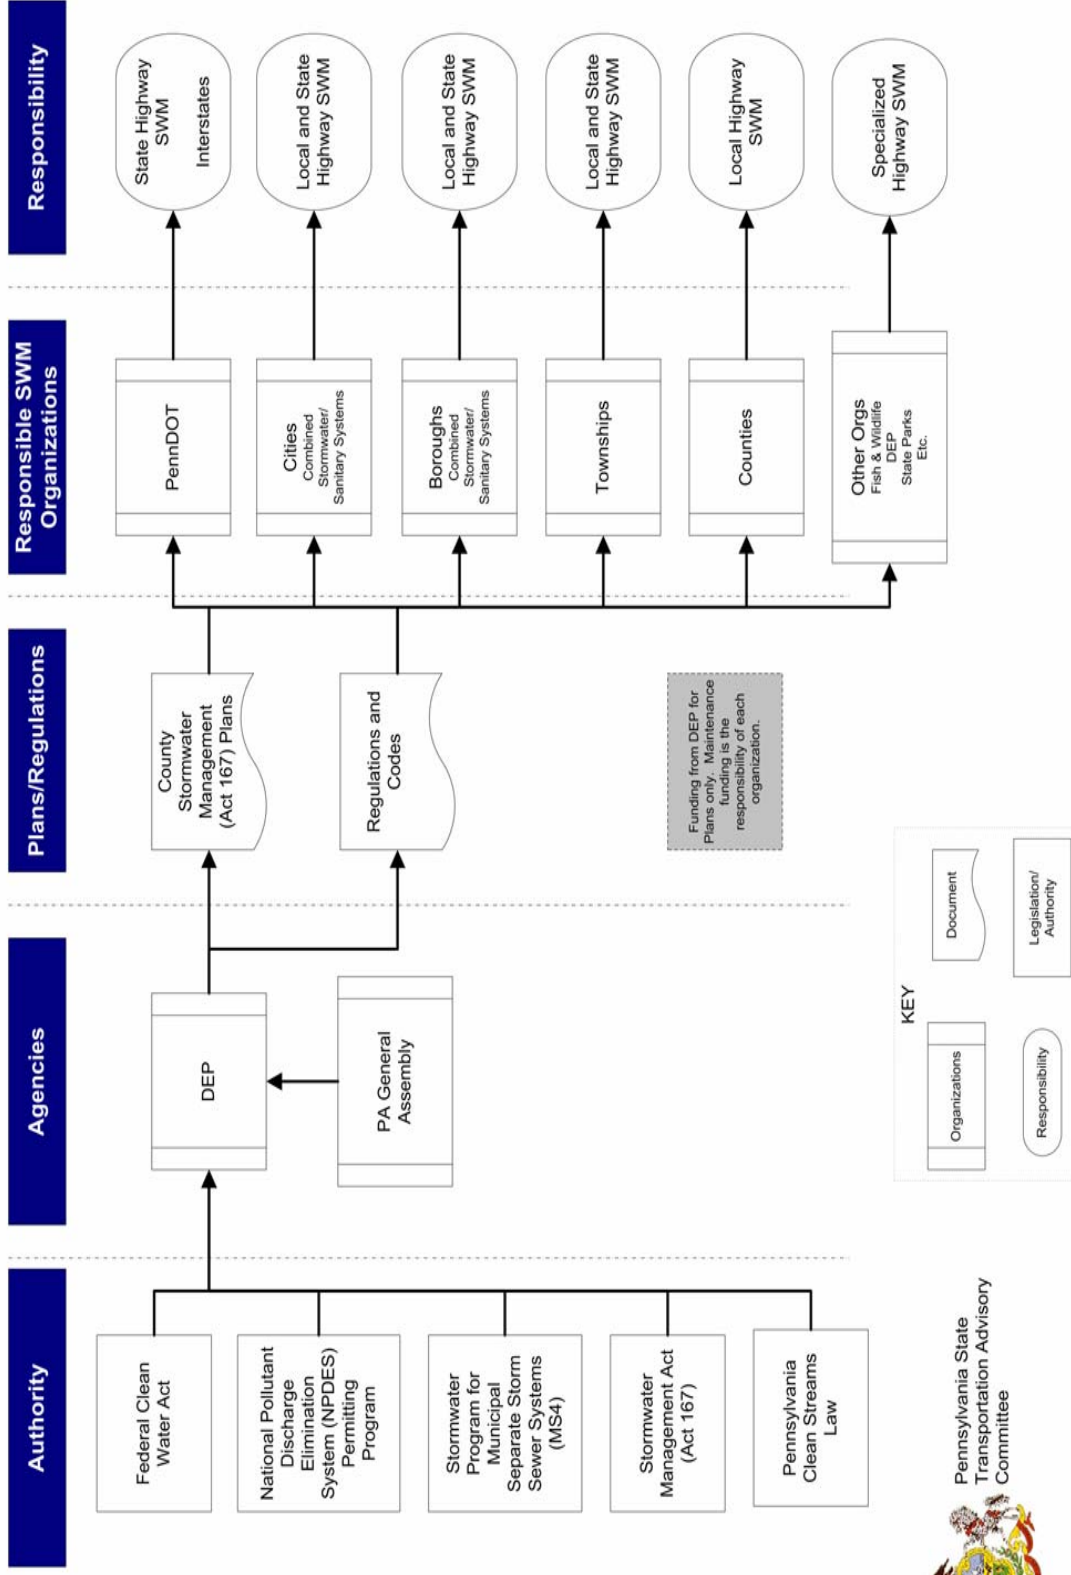 Authority
Agencies
Plans/Regulations
Responsible SWM
Organizations
Responsibility
Federal Clean
Water Act
National Pollutant
Discharge
Elimination
System (NPDES)
Permitting
Program
Stormwater
Program for
Municipal
Separate Storm
Sewer Systems
(MS4)
Stormwater
Management Act
(Act 167)
Pennsylvania
Clean Streams
Law
DEP
PA General
Assembly
County
Stormwater
Management
(Act 167) Plans
Regulations and
Codes
Funding from DEP for
Plans only. Maintenance
funding is the
responsibility of each
organization.
PennDOT
Cities
Combined
Stormwater/
Sanitary Systems
Boroughs
Combined
Stormwater/
Sanitary Systems
Townships
Counties
Other Orgs
Fish & Wildlife
DEP
State Parks
Etc.
State Highway
SWM
Interstates
Local and State
Highway SWM
Local and State
Highway SWM
Local and State
Highway SWM
Local Highway
SWM
Specialized
Highway SWM
KEY
Organizations
Document
Responsibility
Legislation/
Authority
Pennsylvania State
Transportation Advisory
Committee